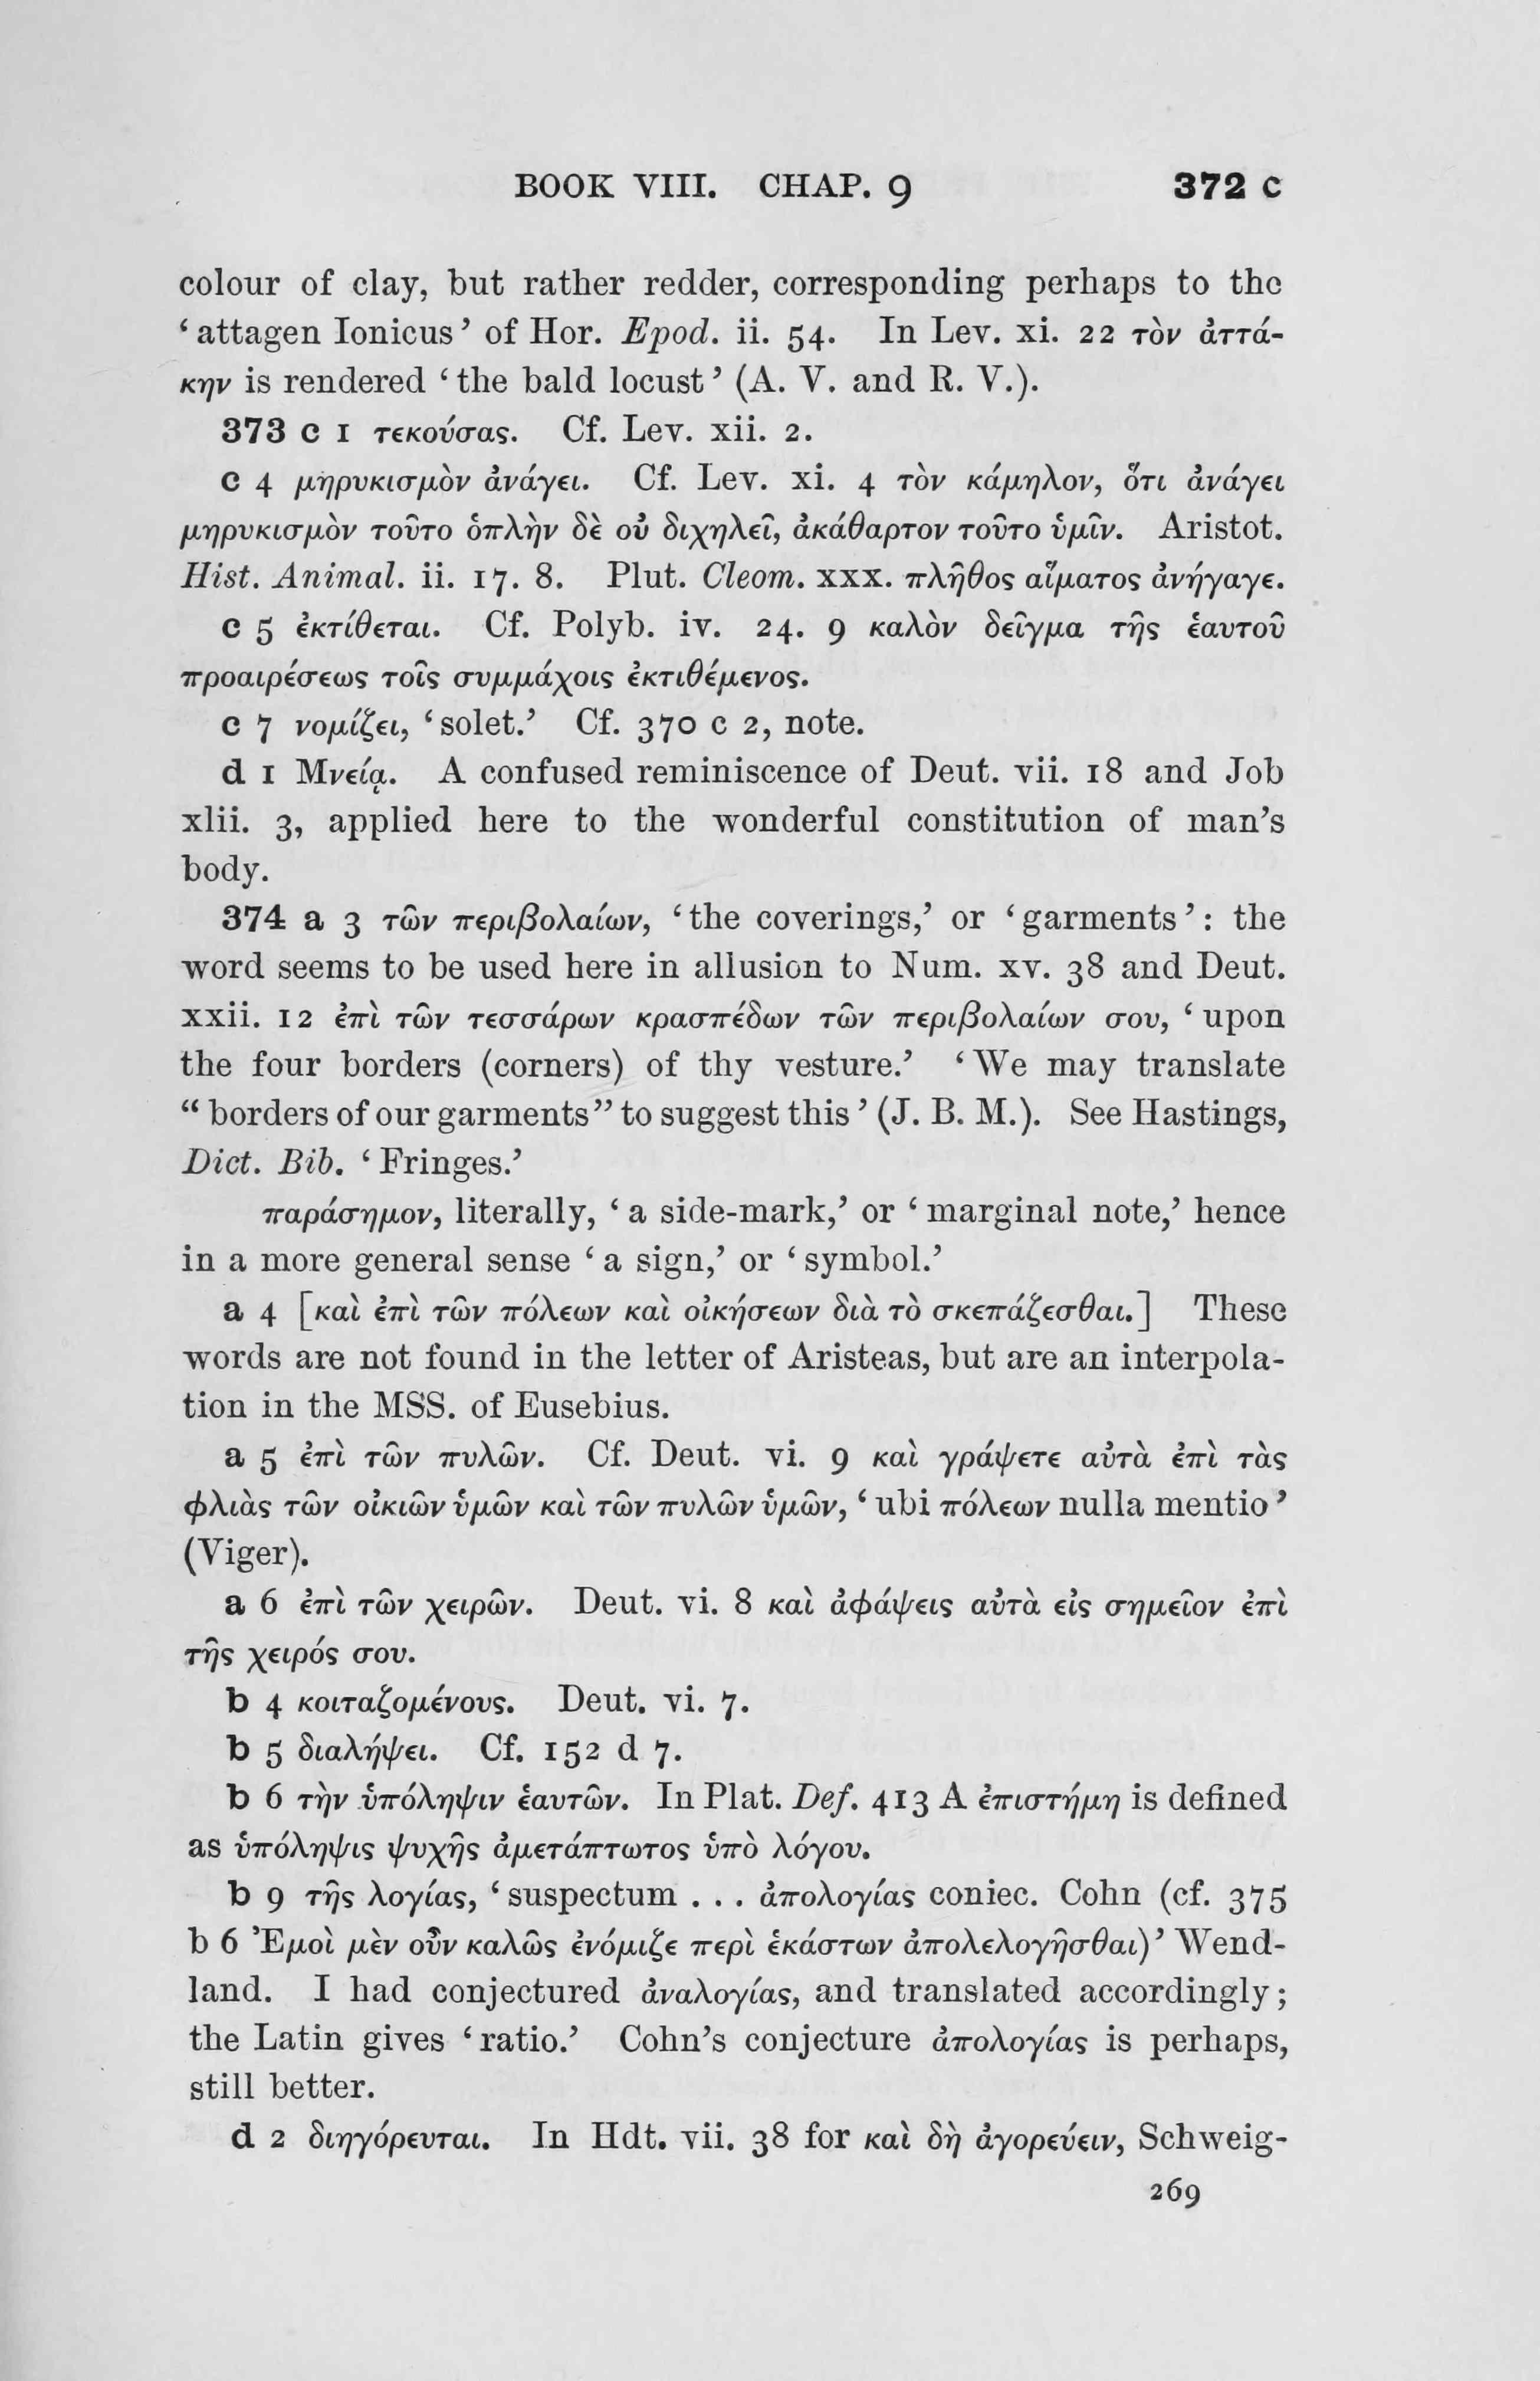 BOOK VIII. CHAP. 9 372 c
colour of clay, but rather redder, corresponding perhaps to the
‘attagen Ionicus’ of Hor. Epod. ii. 54. In Lev. xi. 22 τὸν ἀττά-
κην is rendered ‘the bald locust’ (A. V. and R. V.).
373 c 1 τεκούσας. Cf. Lev. xii. 2.
c 4 μηρυκισμὸν ἀνάγει. Cf. Lev. xi. 4 τὸν κάμηλον, ὅτι ἀνάγει
μηρυκισμὸν τοῦτο ὁπλὴν δὲ οὐ διχηλεῖ, ἀκάθαρτον τοῦτο ὑμῖν. Aristot.
Hist. Animal. ii. 17. 8. Plut. Cleom. xxx. πλῆθος αἵματος ἀνήγαγε.
c 5 ἐκτίθεται. Cf. Polyb. iv. 24. 9 καλὸν δεῖγμα τῆς ἑαυτοῦ
προαιρέσεως τοῖς συμμάχοις ἐκτιθέμενος.
c 7 νομίζει, ‘solet.’ Cf. 370 c 2, note.
d 1 Μνείᾳ. A confused reminiscence of Deut. vii. 18 and Job
xlii. 3, applied here to the wonderful constitution of man’s
body.
374 a 3 τῶν περιβολαίων, ‘the coverings,’ or ‘garments’: the
word seems to be used here in allusion to Num. xv. 38 and Deut.
xxii. 12 ἐπὶ τῶν τεσσάρων κρασπέδων τῶν περιβολαίων σου, ‘upon
the four borders (corners) of thy vesture.’ ‘We may translate
“borders of our garments” to suggest this’ (J. B. M.). See Hastings,
Dict. Bib. ‘Fringes.’
παράσημον, literally, ‘a side-mark,’ or ‘marginal note,’ hence
in a more general sense ‘a sign,’ or ‘symbol.’
a 4 [καὶ ἐπὶ τῶν πόλεων καὶ οἰκήσεων διὰ τὸ σκεπάζεσθαι.] These
words are not found in the letter of Aristeas, but are an interpola-
tion in the MSS. of Eusebius.
a 5 ἐπὶ τῶν πυλῶν. Cf. Deut. vi. 9 καὶ γράψετε αὐτὰ ἐπὶ τὰς
φλιὰς τῶν οἰκιῶν ὑμῶν καὶ τῶν πυλῶν ὑμῶν, ‘ubi πόλεων nulla mentio’
(Viger).
a 6 ἐπὶ τῶν χειρῶν. Deut. vi. 8 καὶ ἀφάψεις αὐτὰ εἰς σημεῖον ἐπὶ
τῆς χειρός σου.
b 4 κοιταζομένους. Deut. vi. 7.
b 5 διαλήψει. Cf. 152 d 7.
b 6 τὴν ὑπόληψιν ἑαυτῶν. In Plat. Def. 413 A ἐπιστήμη is defined
as ὑπόληψις ψυχῆς ἀμετάπτωτος ὑπὸ λόγου.
b 9 τῆς λογίας, ‘suspectum . . . ἀπολογίας coniec. Cohn (cf. 375
b 6 Ἐμοὶ μὲν οὖν καλῶς ἐνόμιζε περὶ ἑκάστων ἀπολελογῆσθαι)’ Wend-
land. I had conjectured ἀναλογίας, and translated accordingly;
the Latin gives ‘ratio.’ Cohn’s conjecture ἀπολογίας is perhaps,
still better.
d 2 διηγόρευται. In Hdt. vii. 38 for καὶ δὴ ἀγορεύειν, Schweig-
269